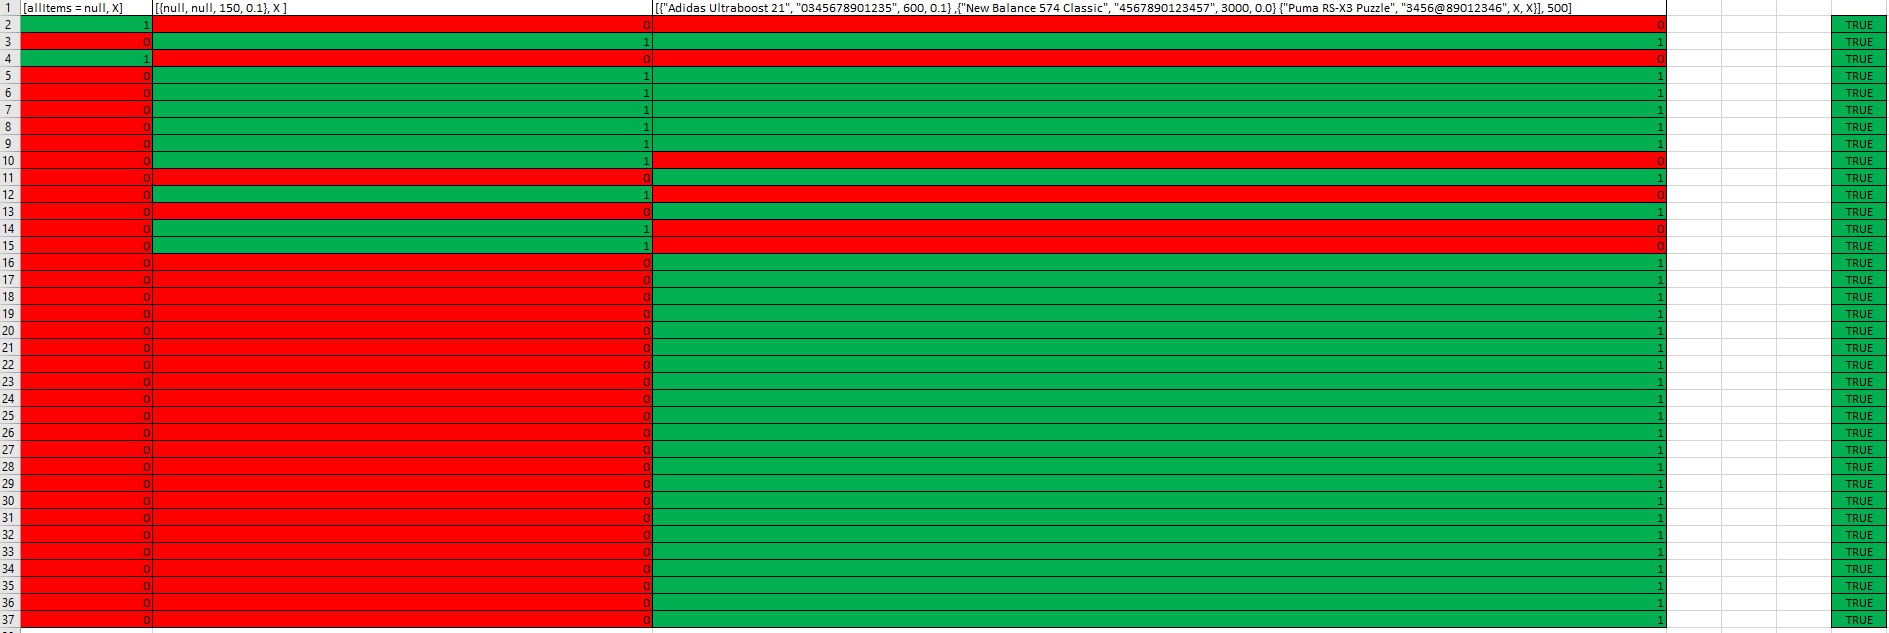 1 [allItems = null, X] [{null, null, 150, 0.1}, X ] [{"Adidas Ultraboost 21", "0345678901235", 600, 0.1} ,{"New Balance 574 Classic", "4567890123457", 3000, 0.0} {"Puma RS-X3 Puzzle", "3456@89012346", X, X}], 500]
2 1 0 0 TRUE
3 0 1 1 TRUE
4 1 0 0 TRUE
5 0 1 1 TRUE
6 0 1 1 TRUE
7 0 1 1 TRUE
8 0 1 1 TRUE
9 0 1 1 TRUE
10 0 1 0 TRUE
11 0 0 1 TRUE
12 0 1 0 TRUE
13 0 0 1 TRUE
14 0 1 0 TRUE
15 0 1 0 TRUE
16 0 0 1 TRUE
17 0 0 1 TRUE
18 0 0 1 TRUE
19 0 0 1 TRUE
20 0 0 1 TRUE
21 0 0 1 TRUE
22 0 0 1 TRUE
23 0 0 1 TRUE
24 0 0 1 TRUE
25 0 0 1 TRUE
26 0 0 1 TRUE
27 0 0 1 TRUE
28 0 0 1 TRUE
29 0 0 1 TRUE
30 0 0 1 TRUE
31 0 0 1 TRUE
32 0 0 1 TRUE
33 0 0 1 TRUE
34 0 0 1 TRUE
35 0 0 1 TRUE
36 0 0 1 TRUE
37 0 0 1 TRUE